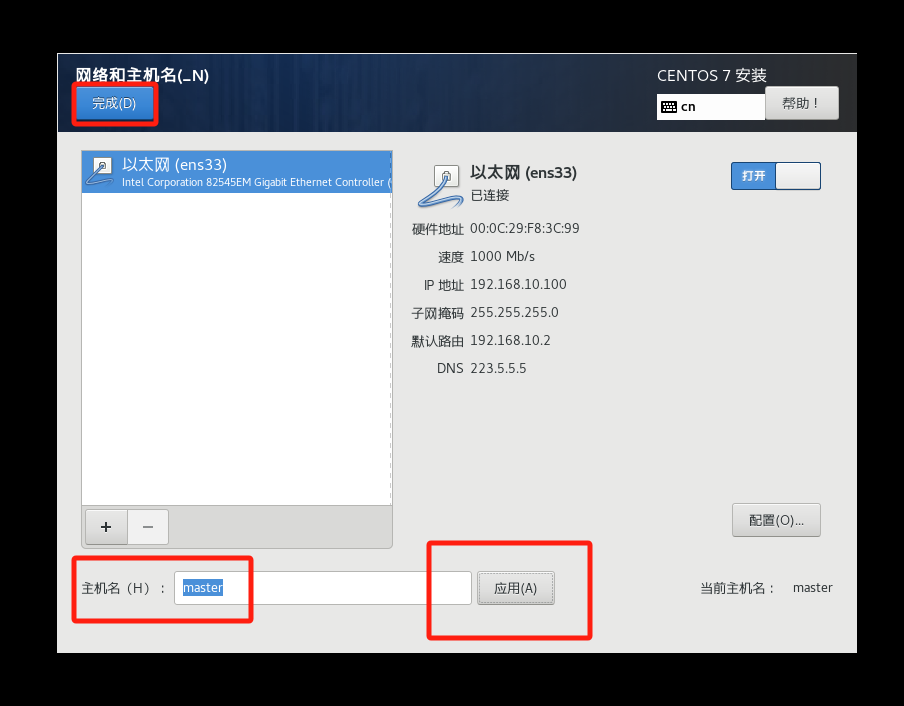 网络和主机名(_N)
CENTOS 7 安装
完成(D)
cn
帮助！
以太网 (ens33)
Intel Corporation 82545EM Gigabit Ethernet Controller (
以太网 (ens33)
已连接
打开
硬件地址 00:0C:29:F8:3C:99
速度 1000 Mb/s
IP 地址 192.168.10.100
子网掩码 255.255.255.0
默认路由 192.168.10.2
DNS 223.5.5.5
+ −
配置(O)...
主机名（H）： master
应用(A)
当前主机名： master